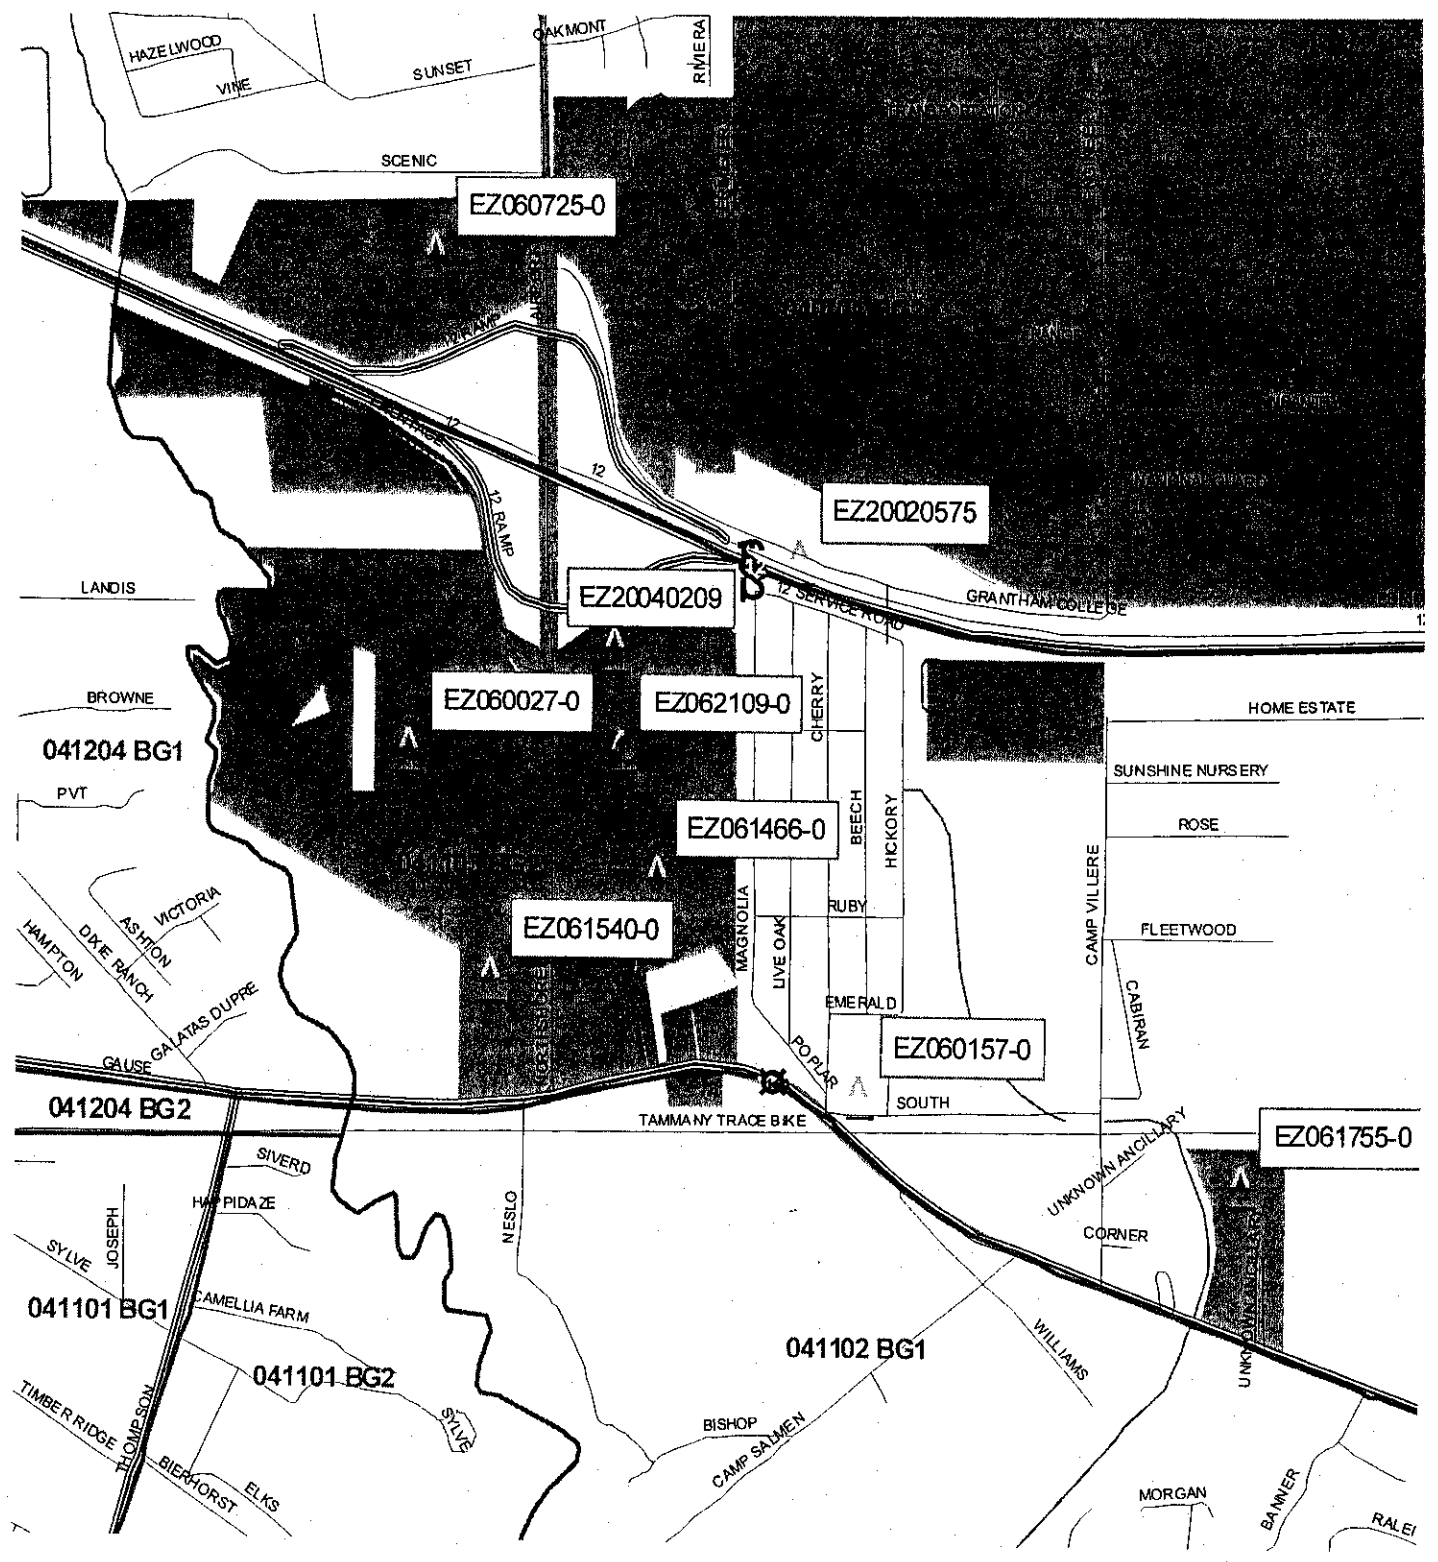 OAKMONT
RIVIERA
HAZELWOOD
SUNSET
VINE
SCENIC
EZ060725-0
12
12
12 RAMP
EZ20020575
LANDIS
EZ20040209
12 SERVICE ROAD
GRANTHAM COLLEGE
12
BROWNE
EZ060027-0
EZ062109-0
CHERRY
HOME ESTATE
041204 BG1
SUNSHINE NURSERY
PVT
EZ061466-0
BEECH
HICKORY
ROSE
CAMP VILLERE
VICTORIA
ASHTON
HAMPTON
DIXIE RANCH
EZ061540-0
MAGNOLIA
LIVE OAK
RUBY
FLEETWOOD
NORTHSHORE
EMERALD
CABIRAN
GALATAS DUPRE
GAUSE
POPLAR
EZ060157-0
041204 BG2
SOUTH
TAMMANY TRACE BIKE
UNKNOWN ANCILLARY
EZ061755-0
SIVERD
HAPPIDAZE
JOSEPH
SYLVE
NESLO
CORNER
041101 BG1
CAMELLIA FARM
UNKNOWN ANCILLARY
041102 BG1
WILLIAMS
041101 BG2
TIMBER RIDGE
THOMPSON
SYLVE
BISHOP
CAMP SALMEN
BIERHORST
ELKS
MORGAN
BANNER
RALEI